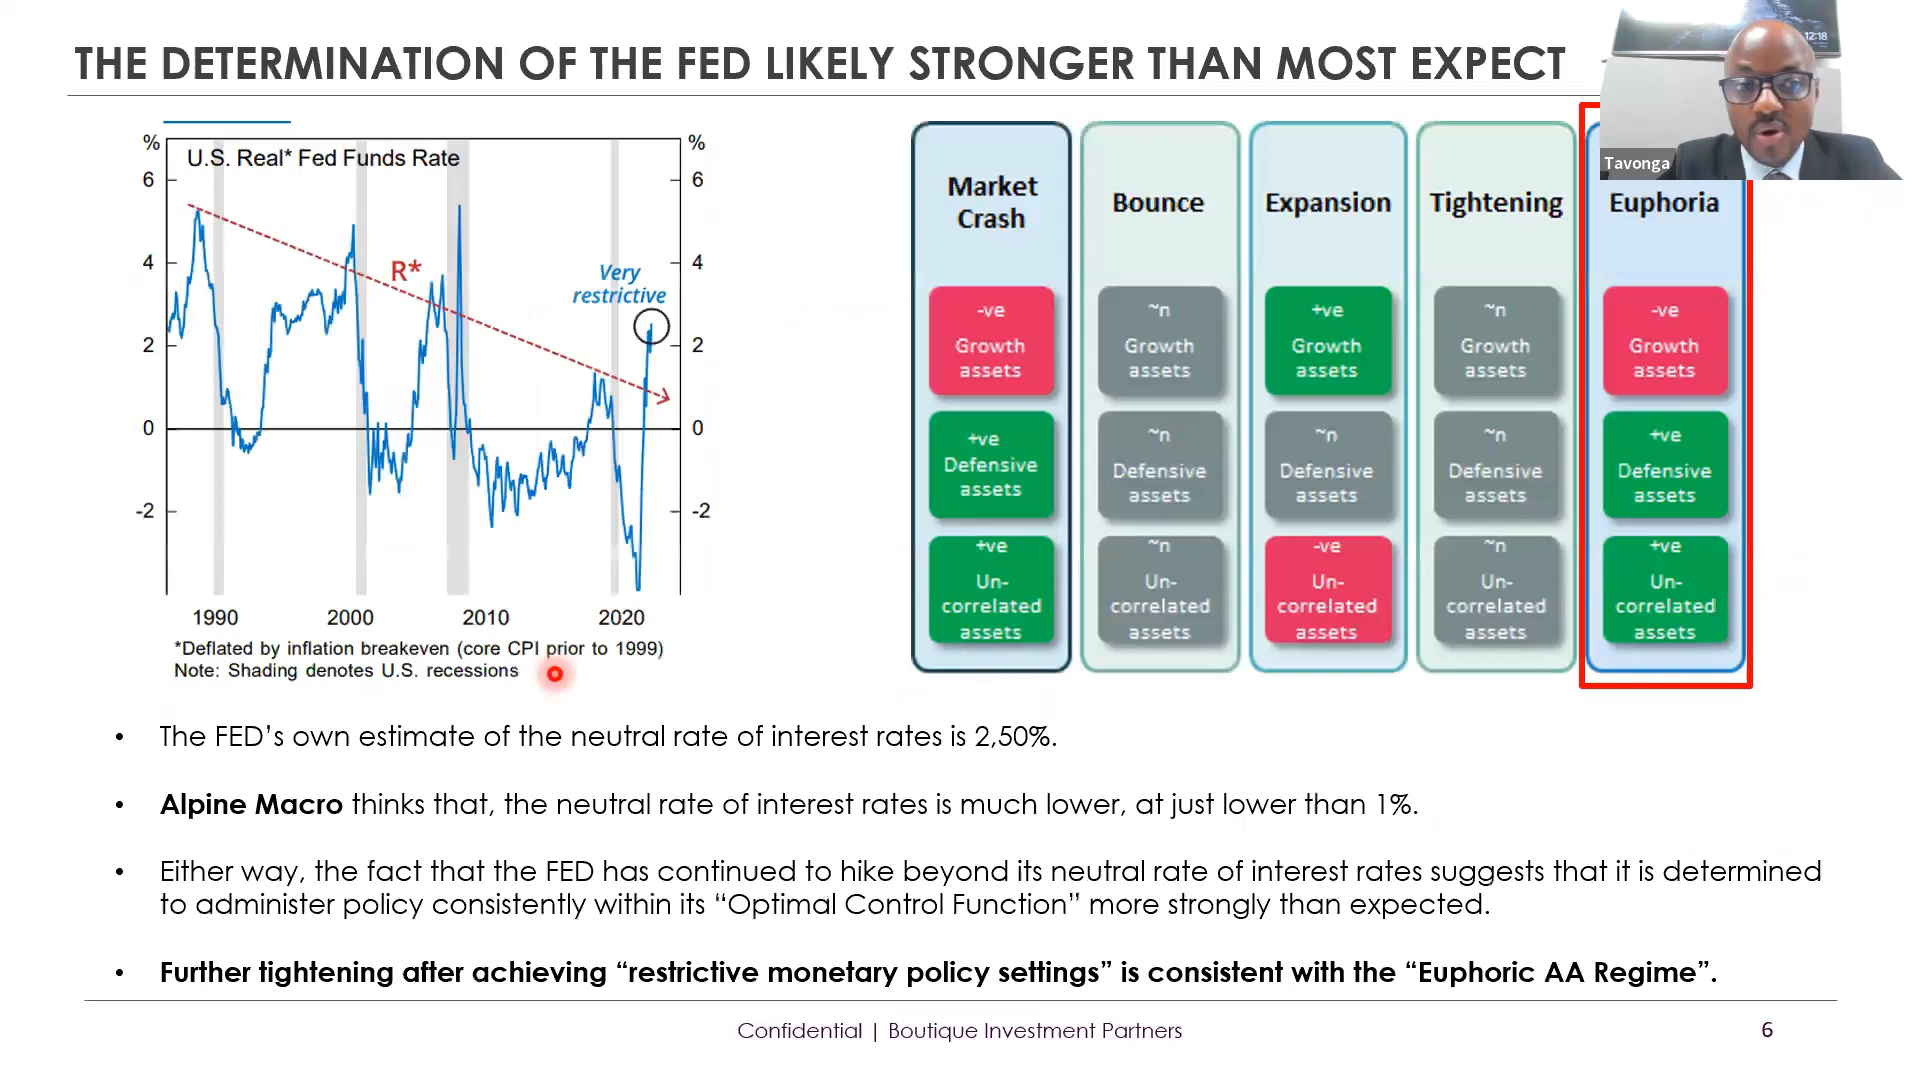 THE DETERMINATION OF THE FED LIKELY STRONGER THAN MOST EXPECT
12:18
Tavonga
%
%
U.S. Real* Fed Funds Rate
6
6
4
4
2
2
0
0
-2
-2
R*
Very
restrictive
1990
2000
2010
2020
*Deflated by inflation breakeven (core CPI prior to 1999)
Note: Shading denotes U.S. recessions
Market
Crash
-ve
Growth
assets
+ve
Defensive
assets
+ve
Un-
correlated
assets
Bounce
~n
Growth
assets
~n
Defensive
assets
~n
Un-
correlated
assets
Expansion
+ve
Growth
assets
~n
Defensive
assets
-ve
Un-
correlated
assets
Tightening
~n
Growth
assets
~n
Defensive
assets
~n
Un-
correlated
assets
Euphoria
-ve
Growth
assets
+ve
Defensive
assets
+ve
Un-
correlated
assets
• The FED’s own estimate of the neutral rate of interest rates is 2,50%.
• Alpine Macro thinks that, the neutral rate of interest rates is much lower, at just lower than 1%.
• Either way, the fact that the FED has continued to hike beyond its neutral rate of interest rates suggests that it is determined
to administer policy consistently within its “Optimal Control Function” more strongly than expected.
• Further tightening after achieving “restrictive monetary policy settings” is consistent with the “Euphoric AA Regime”.
Confidential | Boutique Investment Partners
6